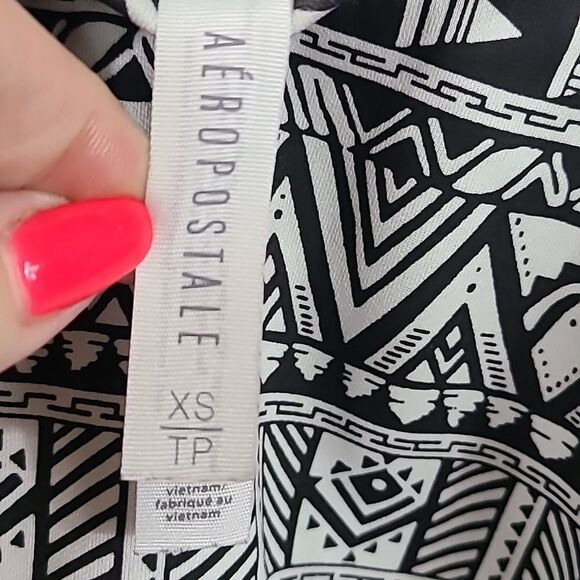 AÉROPOSTALE
XS
TP
vietnam/
fabriqué au
vietnam